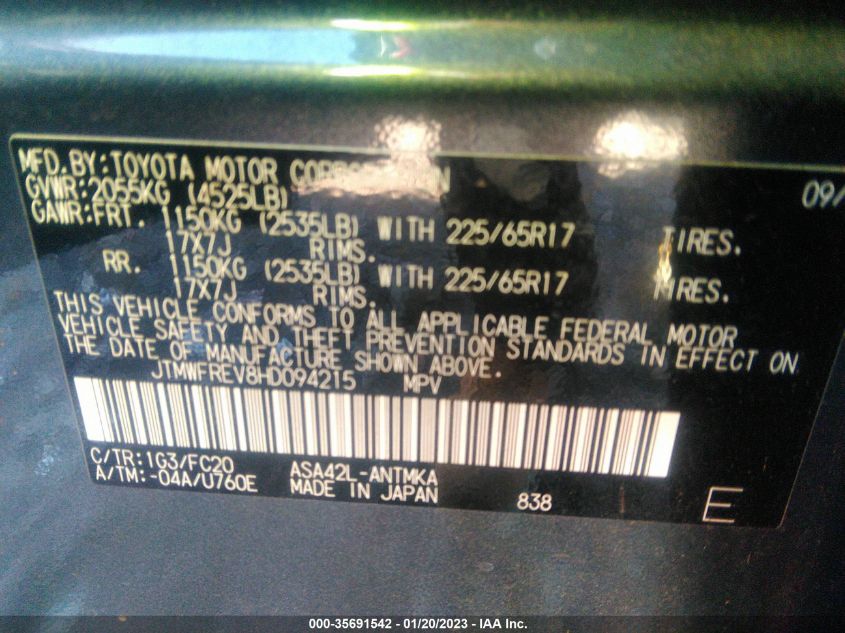 MFD.BY:TOYOTA MOTOR CORPORATION 09/
GVWR:2055KG (4525LB)
GAWR:FRT. 1150KG (2535LB) WITH 225/65R17 TIRES.
17X7J RIMS.
RR. 1150KG (2535LB) WITH 225/65R17 TIRES.
17X7J RIMS.
THIS VEHICLE CONFORMS TO ALL APPLICABLE FEDERAL MOTOR
VEHICLE SAFETY AND THEFT PREVENTION STANDARDS IN EFFECT ON
THE DATE OF MANUFACTURE SHOWN ABOVE.
JTMWFREV8HD094215 MPV
C/TR:1G3/FC20 ASA42L-ANTMKA
A/TM:-04A/U760E MADE IN JAPAN 838 E
000-35691542 — 01/20/2023 — IAA Inc.